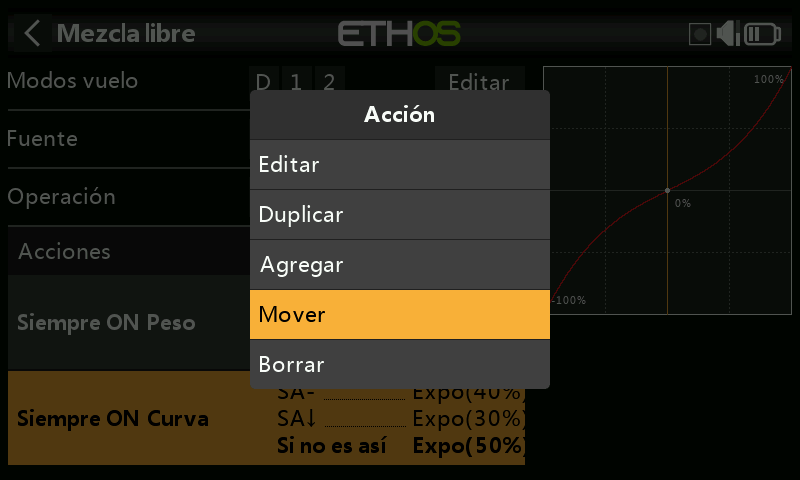 Mezcla libre
ETHOS
Modos vuelo
D 1 2
Editar
100%
Acción
Fuente
Editar
Operación
Duplicar
0%
Acciones
Agregar
-100%
Siempre ON Peso
Mover
Borrar
SA- Expo(40%)
Siempre ON Curva
SA↓ Expo(30%)
Si no es así Expo(50%)